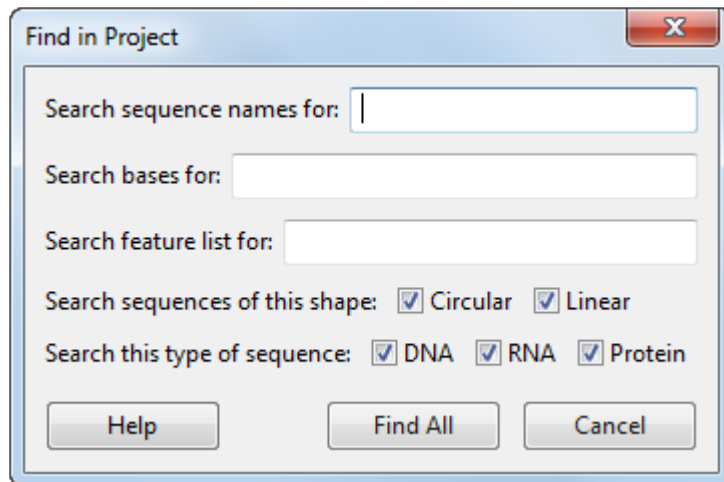 Find in Project
Search sequence names for:
Search bases for:
Search feature list for:
Search sequences of this shape: Circular Linear
Search this type of sequence: DNA RNA Protein
Help Find All Cancel